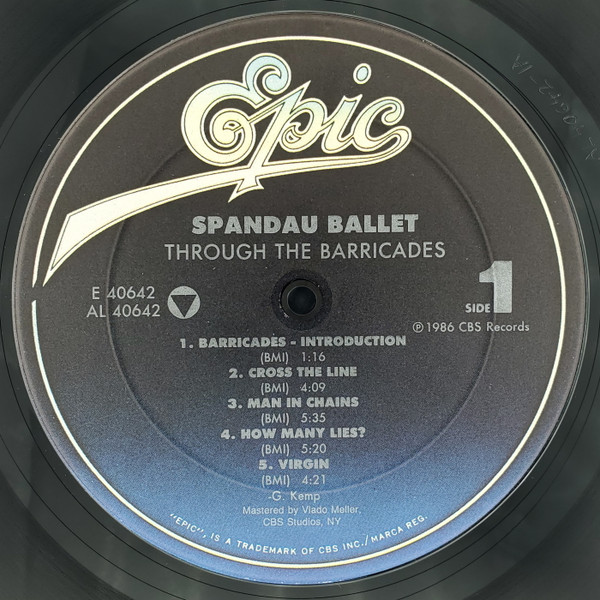 Epic
SPANDAU BALLET
THROUGH THE BARRICADES
E 40642
AL 40642
SIDE 1
℗ 1986 CBS Records
1. BARRICADES - INTRODUCTION
(BMI) 1:16
2. CROSS THE LINE
(BMI) 4:09
3. MAN IN CHAINS
(BMI) 5:35
4. HOW MANY LIES?
(BMI) 5:20
5. VIRGIN
(BMI) 4:21
-G. Kemp
Mastered by Vlado Meller,
CBS Studios, NY
"EPIC", IS A TRADEMARK OF CBS INC./MARCA REG.